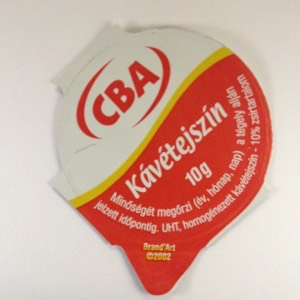 CBA
Kávétejszín
10g
Minőségét megőrzi (év, hónap, nap) a tégely alján
jelzett időpontig. UHT, homogénezett kávétejszín - 10% zsírtartalom
Brand'Art
©2002